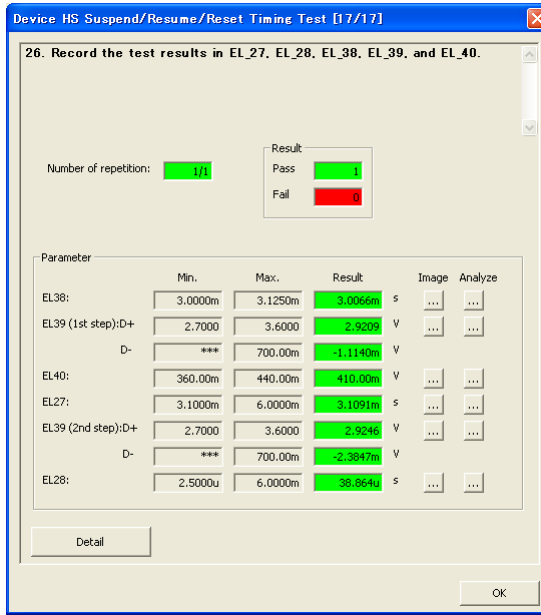 Device HS Suspend/Resume/Reset Timing Test [17/17]
26. Record the test results in EL_27, EL_28, EL_38, EL_39, and EL_40.
Result
Number of repetition: 1/1 Pass 1
Fail 0
Parameter
Min. Max. Result Image Analyze
EL38: 3.0000m 3.1250m 3.0066m s ... ...
EL39 (1st step):D+ 2.7000 3.6000 2.9209 V ... ...
D- *** 700.00m -1.1140m V
EL40: 360.00m 440.00m 410.00m V ... ...
EL27: 3.1000m 6.0000m 3.1091m s ... ...
EL39 (2nd step):D+ 2.7000 3.6000 2.9246 V ... ...
D- *** 700.00m -2.3847m V
EL28: 2.5000u 6.0000m 38.864u s ... ...
Detail
OK